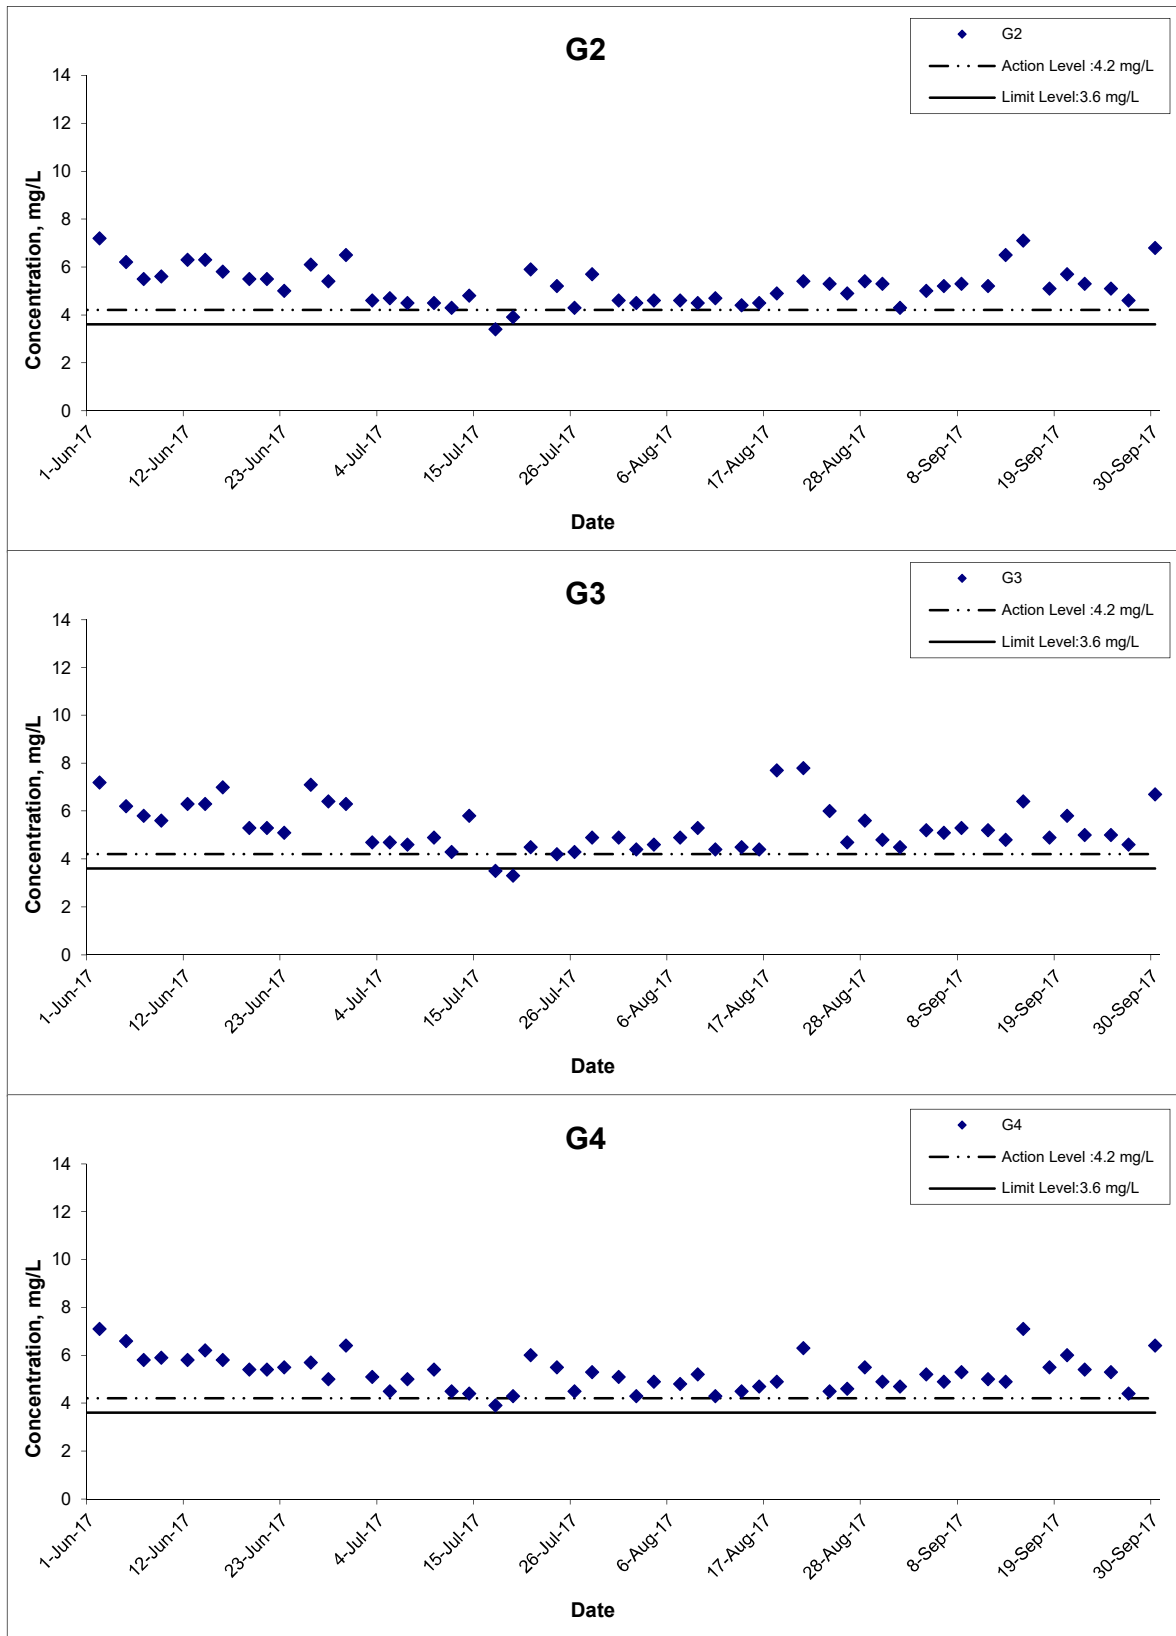 G2
G2
Action Level :4.2 mg/L
Limit Level:3.6 mg/L
Concentration, mg/L
14
12
10
8
6
4
2
0
1-Jun-17
12-Jun-17
23-Jun-17
4-Jul-17
15-Jul-17
26-Jul-17
6-Aug-17
17-Aug-17
28-Aug-17
8-Sep-17
19-Sep-17
30-Sep-17
Date
G3
G3
Action Level :4.2 mg/L
Limit Level:3.6 mg/L
Concentration, mg/L
14
12
10
8
6
4
2
0
1-Jun-17
12-Jun-17
23-Jun-17
4-Jul-17
15-Jul-17
26-Jul-17
6-Aug-17
17-Aug-17
28-Aug-17
8-Sep-17
19-Sep-17
30-Sep-17
Date
G4
G4
Action Level :4.2 mg/L
Limit Level:3.6 mg/L
Concentration, mg/L
14
12
10
8
6
4
2
0
1-Jun-17
12-Jun-17
23-Jun-17
4-Jul-17
15-Jul-17
26-Jul-17
6-Aug-17
17-Aug-17
28-Aug-17
8-Sep-17
19-Sep-17
30-Sep-17
Date